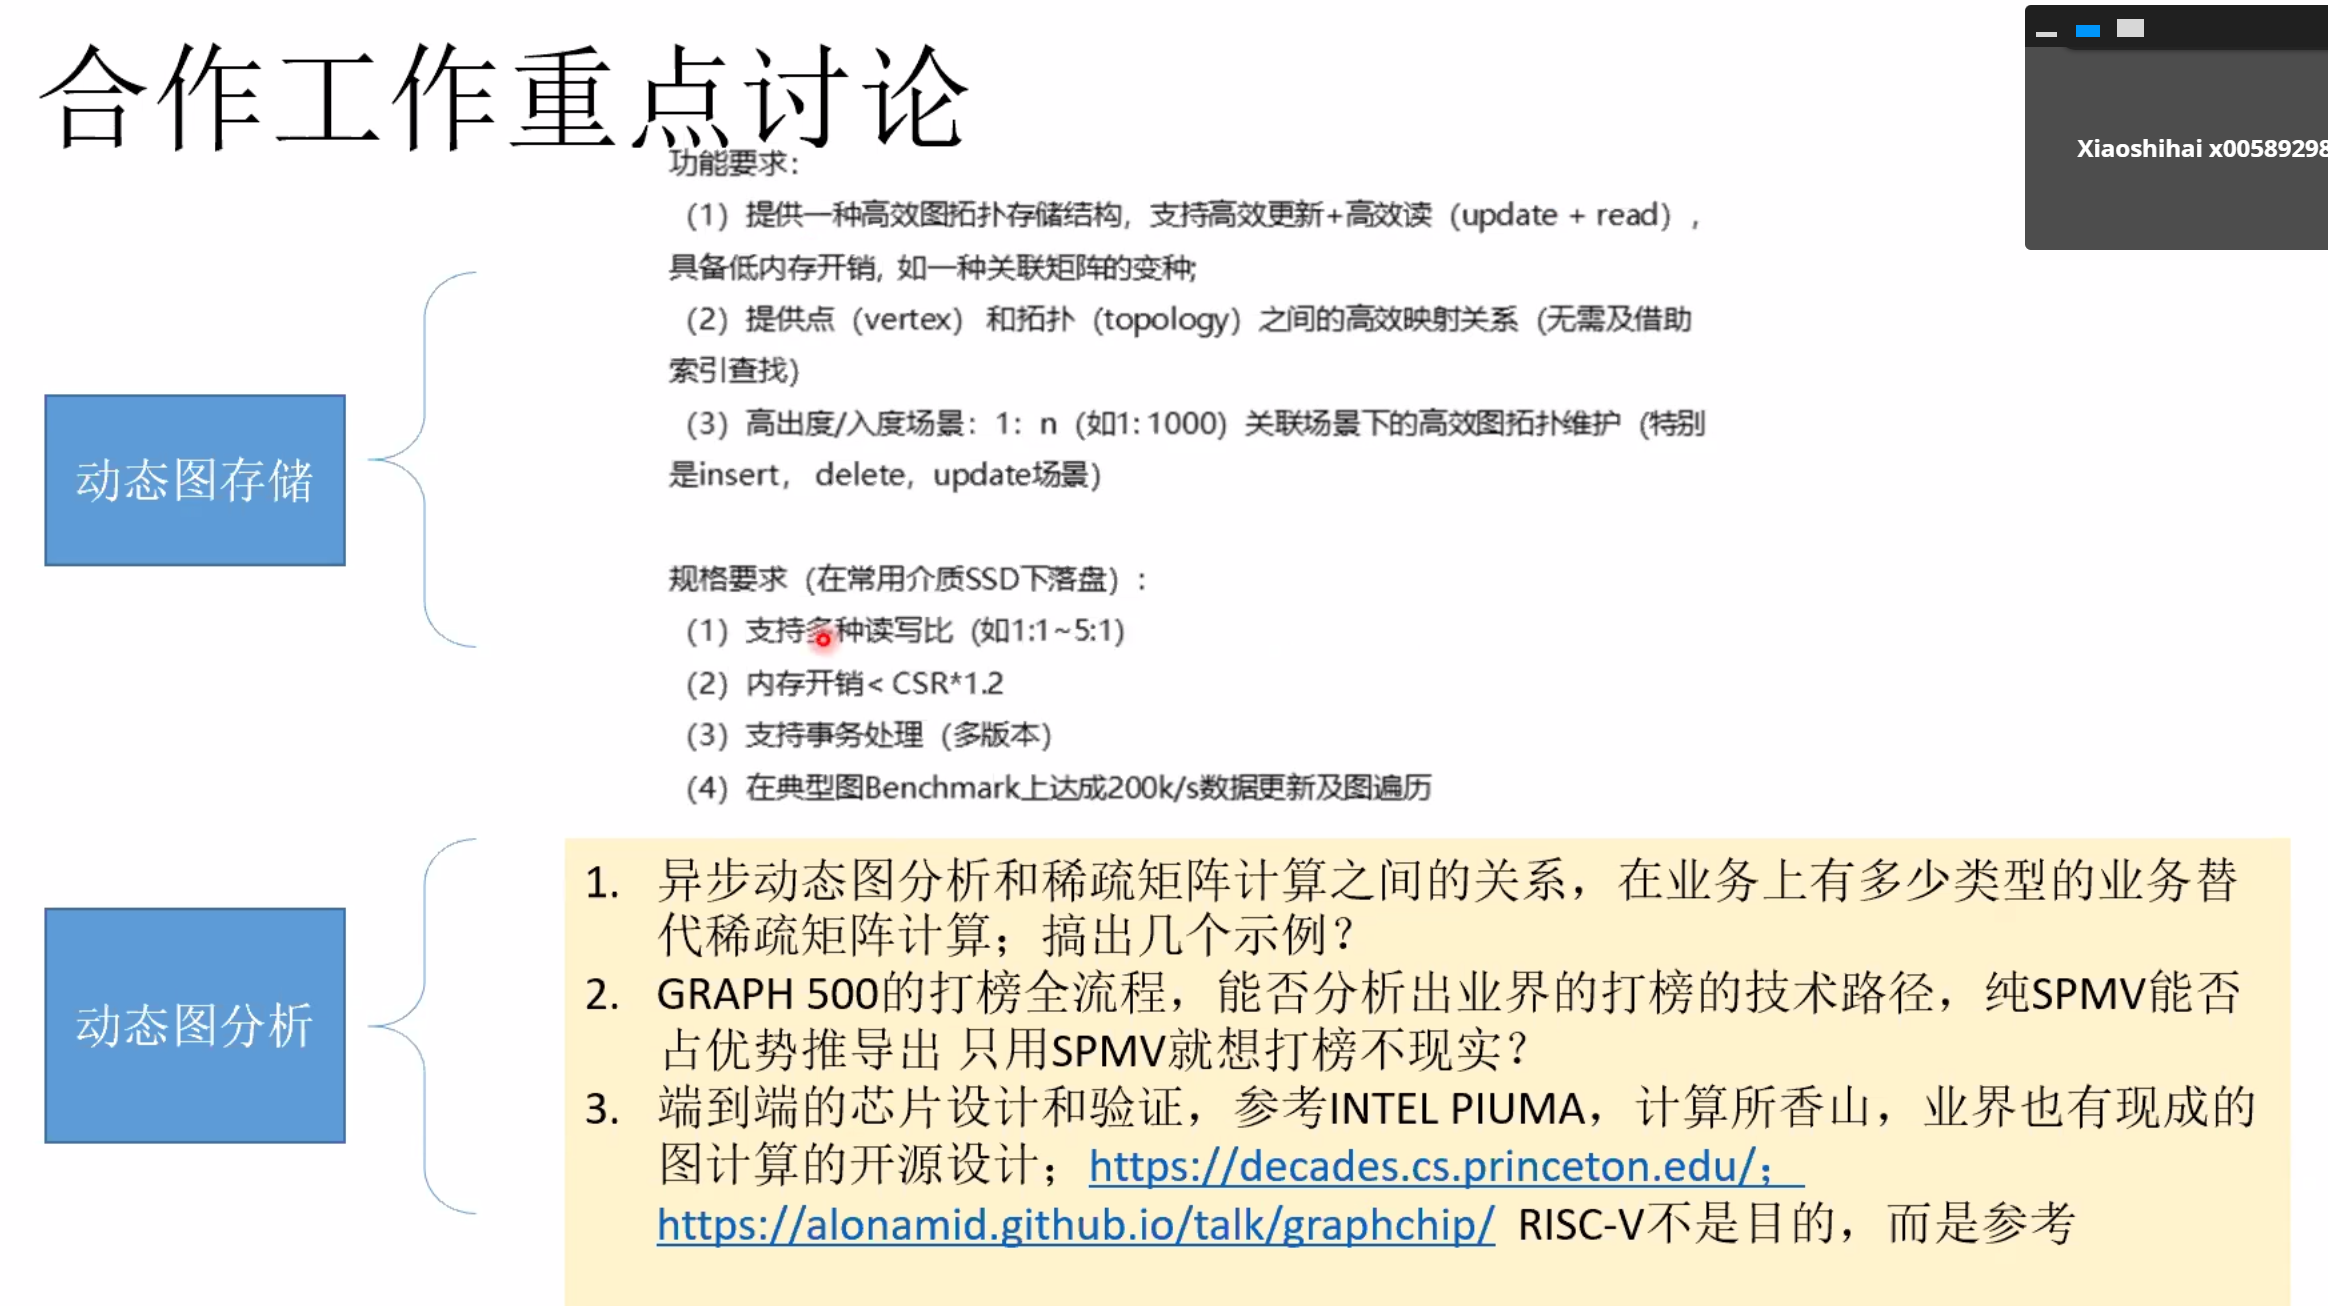 合作工作重点讨论
Xiaoshihai x00589298
功能要求：
（1）提供一种高效图拓扑存储结构，支持高效更新+高效读（update + read），
具备低内存开销, 如一种关联矩阵的变种;
（2）提供点（vertex） 和拓扑（topology）之间的高效映射关系（无需及借助
索引查找）
（3）高出度/入度场景：1：n（如1: 1000）关联场景下的高效图拓扑维护（特别
是insert， delete，update场景）
动态图存储
规格要求（在常用介质SSD下落盘）：
（1）支持多种读写比（如1:1~5:1）
（2）内存开销< CSR*1.2
（3）支持事务处理（多版本）
（4）在典型图Benchmark上达成200k/s数据更新及图遍历
动态图分析
1. 异步动态图分析和稀疏矩阵计算之间的关系，在业务上有多少类型的业务替
代稀疏矩阵计算；搞出几个示例？
2. GRAPH 500的打榜全流程，能否分析出业界的打榜的技术路径，纯SPMV能否
占优势推导出 只用SPMV就想打榜不现实？
3. 端到端的芯片设计和验证，参考INTEL PIUMA，计算所香山，业界也有现成的
图计算的开源设计；https://decades.cs.princeton.edu/；
https://alonamid.github.io/talk/graphchip/ RISC-V不是目的，而是参考